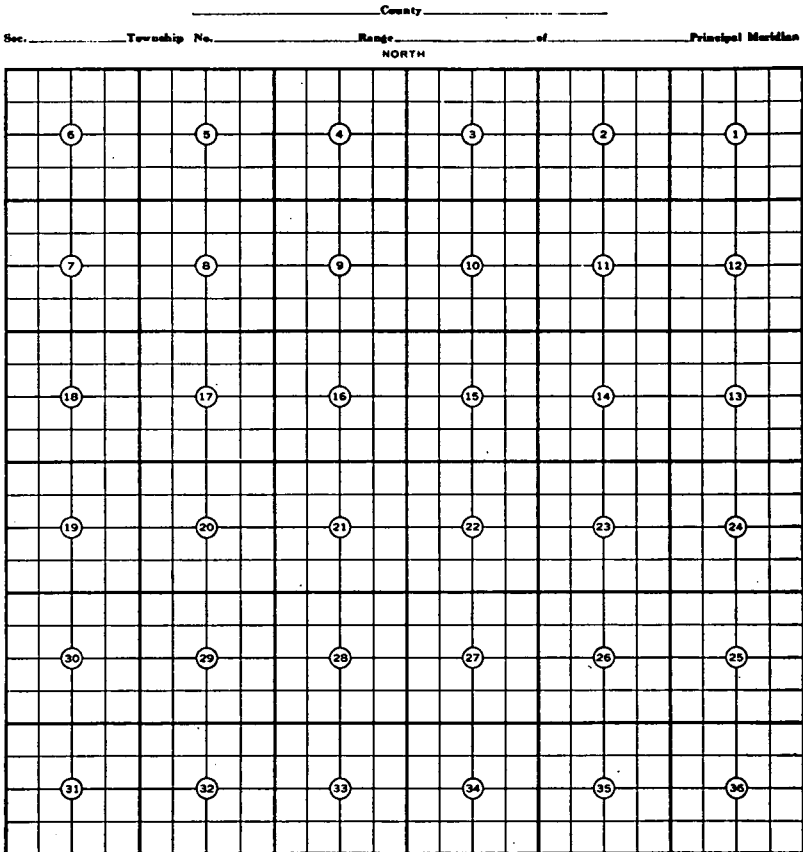 County
Sec. Township No. Range of Principal Meridian
NORTH
6 5 4 3 2 1
7 8 9 10 11 12
18 17 16 15 14 13
19 20 21 22 23 24
30 29 28 27 26 25
31 32 33 34 35 36